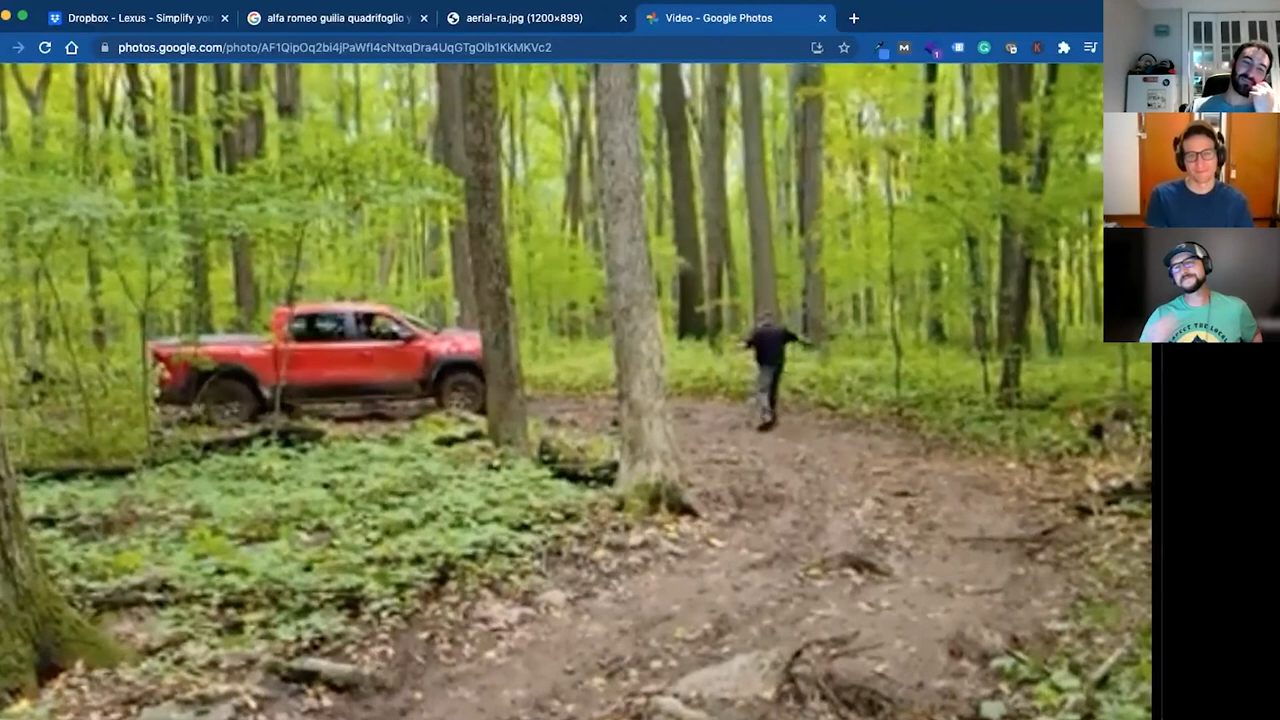 Dropbox - Lexus - Simplify you
alfa romeo guilia quadrifoglio
aerial-ra.jpg (1200×899)
Video - Google Photos
photos.google.com/photo/AF1QipOq2bi4jPaWfI4cNtxqDra4UqGTgOlb1KkMKVc2